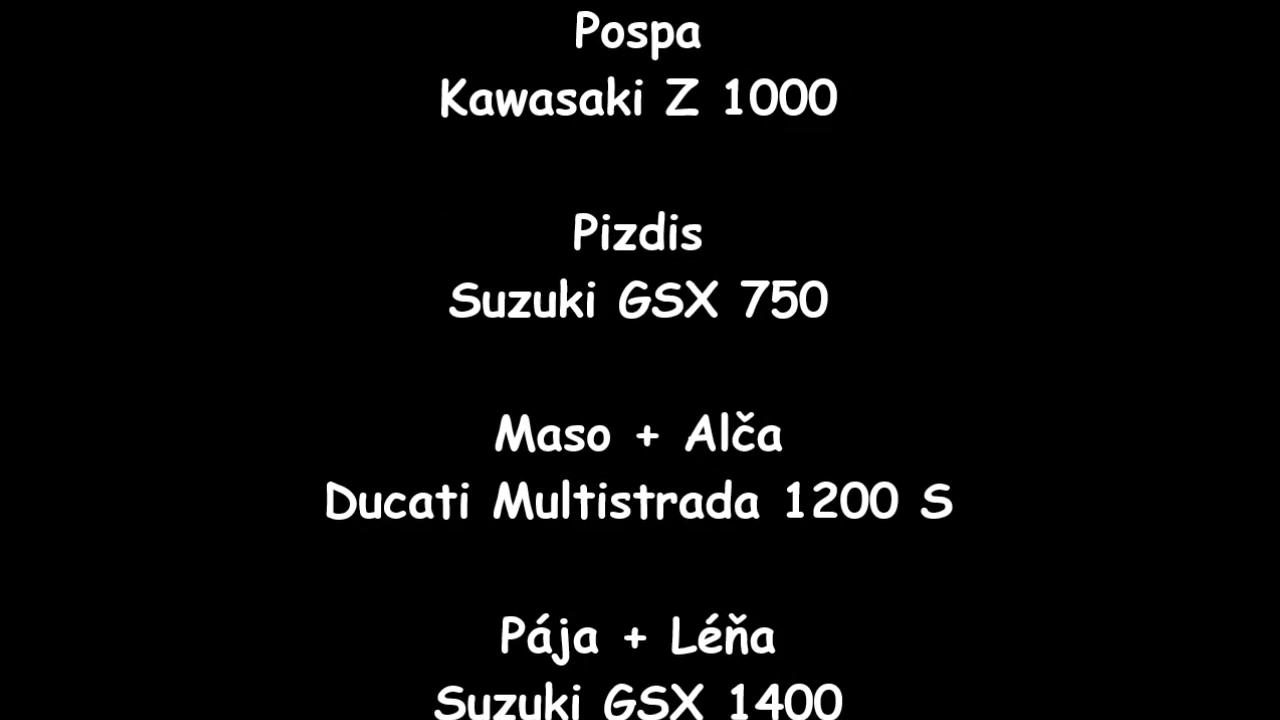 Pospa
Kawasaki Z 1000
Pizdis
Suzuki GSX 750
Maso + Alča
Ducati Multistrada 1200 S
Pája + Léňa
Suzuki GSX 1400